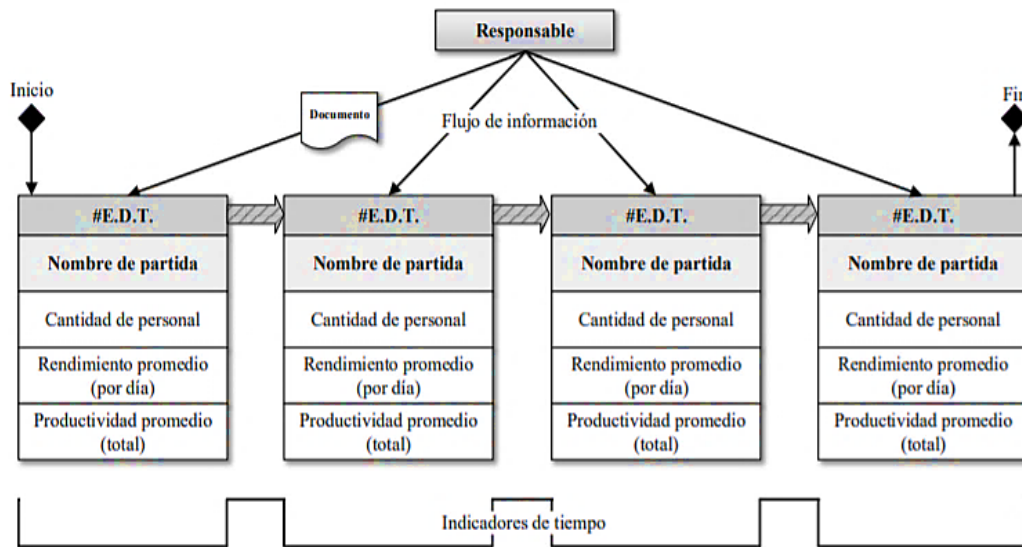 Responsable
Inicio
Documento
Flujo de información
Fin
#E.D.T.
#E.D.T.
#E.D.T.
#E.D.T.
Nombre de partida
Nombre de partida
Nombre de partida
Nombre de partida
Cantidad de personal
Cantidad de personal
Cantidad de personal
Cantidad de personal
Rendimiento promedio
(por día)
Rendimiento promedio
(por día)
Rendimiento promedio
(por día)
Rendimiento promedio
(por día)
Productividad promedio
(total)
Productividad promedio
(total)
Productividad promedio
(total)
Productividad promedio
(total)
Indicadores de tiempo